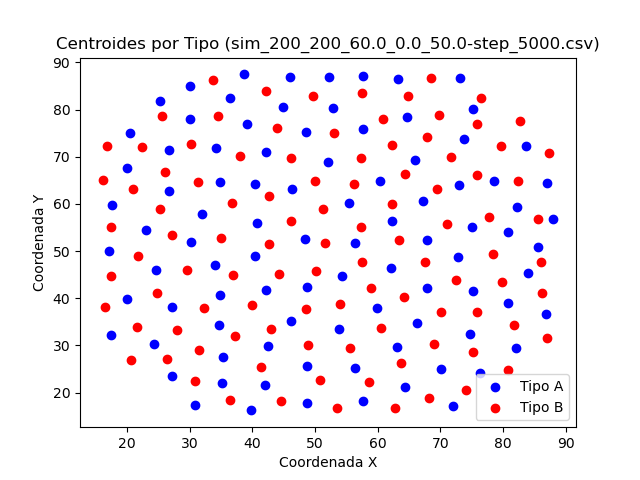 Centroides por Tipo (sim_200_200_60.0_0.0_50.0-step_5000.csv)
90
80
70
60
50
40
30
20
Coordenada Y
20 30 40 50 60 70 80 90
Coordenada X
Tipo A
Tipo B